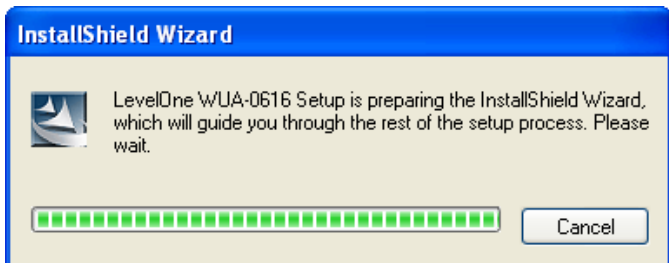 InstallShield Wizard
LevelOne WUA-0616 Setup is preparing the InstallShield Wizard,
which will guide you through the rest of the setup process. Please
wait.
Cancel